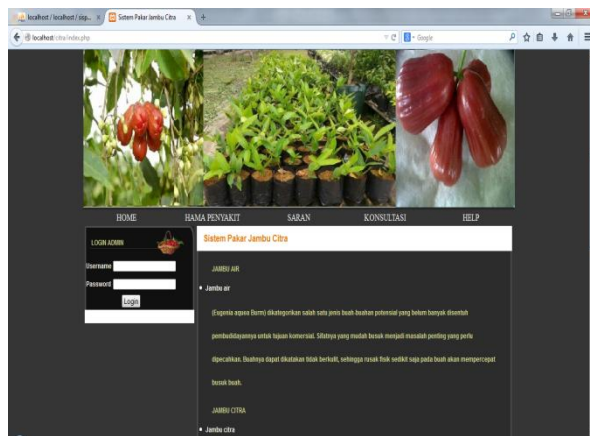 localhost / localhost / sisp...
Sistem Pakar Jambu Citra
localhost/citra/index.php
Google
HOME HAMA PENYAKIT SARAN KONSULTASI HELP
LOGIN ADMIN
Username
Password
Login
Sistem Pakar Jambu Citra
JAMBU AIR
Jambu air
(Eugenia aquea Burm) dikategorikan salah satu jenis buah-buahan potensial yang belum banyak disentuh
pembudidayannya untuk tujuan komersial. Sifatnya yang mudah busuk menjadi masalah penting yang perlu
dipecahkan. Buahnya dapat dikatakan tidak berkulit, sehingga rusak fisik sedikit saja pada buah akan mempercepat
busuk buah.
JAMBU CITRA
Jambu citra